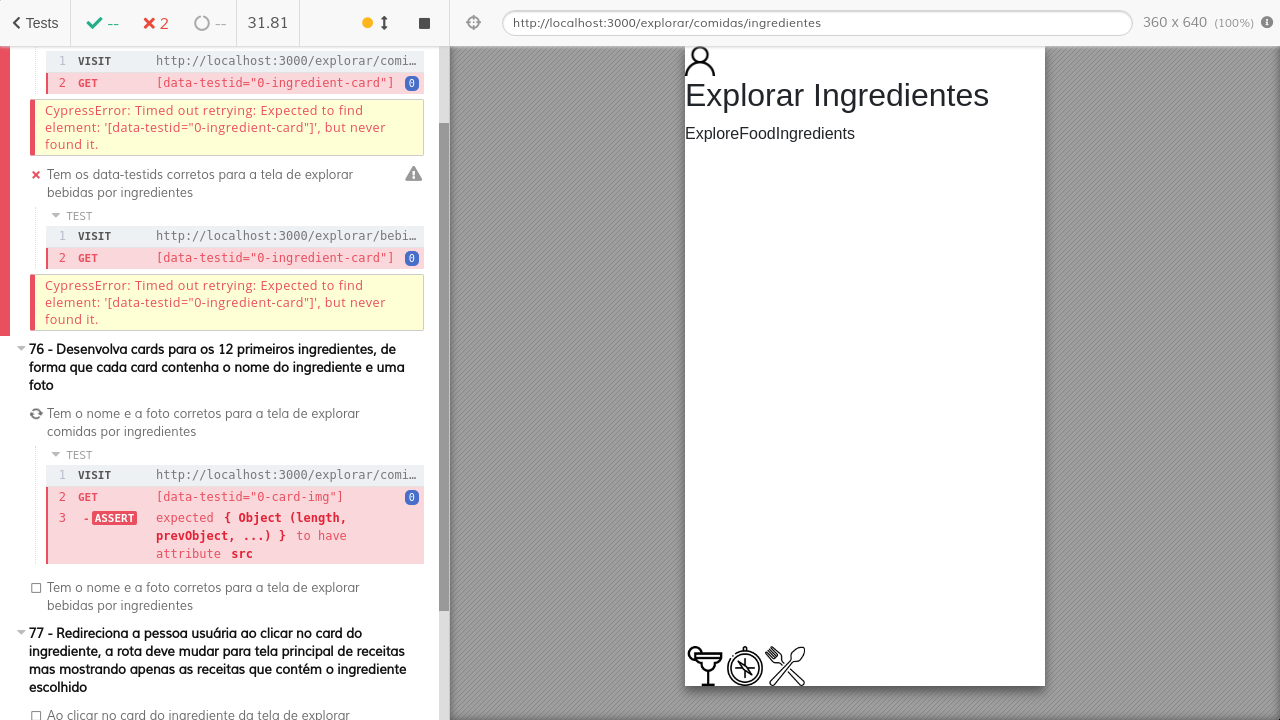 Tests
--
2
--
31.81
http://localhost:3000/explorar/comidas/ingredientes
360 x 640 (100%)
1 VISIT http://localhost:3000/explorar/comi…
2 GET [data-testid="0-ingredient-card"] 0
CypressError: Timed out retrying: Expected to find
element: '[data-testid="0-ingredient-card"]', but never
found it.
Tem os data-testids corretos para a tela de explorar
bebidas por ingredientes
TEST
1 VISIT http://localhost:3000/explorar/bebi…
2 GET [data-testid="0-ingredient-card"] 0
CypressError: Timed out retrying: Expected to find
element: '[data-testid="0-ingredient-card"]', but never
found it.
76 - Desenvolva cards para os 12 primeiros ingredientes, de
forma que cada card contenha o nome do ingrediente e uma
foto
Tem o nome e a foto corretos para a tela de explorar
comidas por ingredientes
TEST
1 VISIT http://localhost:3000/explorar/comi…
2 GET [data-testid="0-card-img"] 0
3 - ASSERT expected { Object (length,
prevObject, ...) } to have
attribute src
Tem o nome e a foto corretos para a tela de explorar
bebidas por ingredientes
77 - Redireciona a pessoa usuária ao clicar no card do
ingrediente, a rota deve mudar para tela principal de receitas
mas mostrando apenas as receitas que contém o ingrediente
escolhido
Ao clicar no card do ingrediente da tela de explorar
Explorar Ingredientes
ExploreFoodIngredients